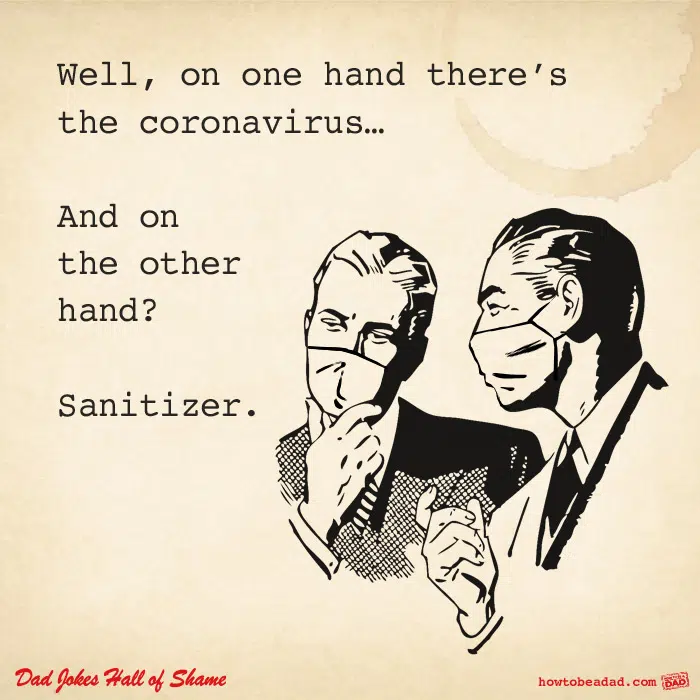 Well, on one hand there’s
the coronavirus…
And on
the other
hand?
Sanitizer.
Dad Jokes Hall of Shame
howtobeadad.com
DAD